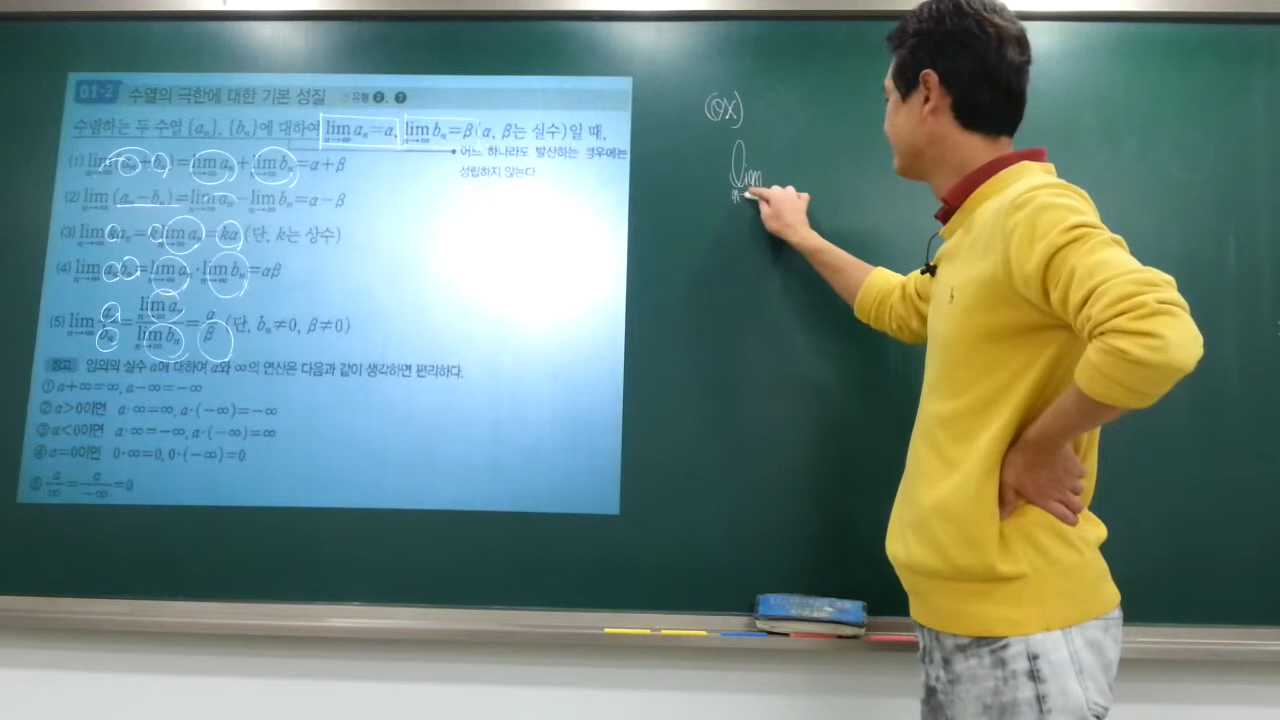 01-2 수열의 극한에 대한 기본 성질 유형 2, 9
수렴하는 두 수열 {aₙ}, {bₙ}에 대하여 lim aₙ=α, lim bₙ=β (α, β는 실수)일 때,
n→∞ n→∞
어느 하나라도 발산하는 경우에는
성립하지 않는다
(1) lim (aₙ+bₙ)=lim aₙ+lim bₙ=α+β
n→∞ n→∞ n→∞
(2) lim (aₙ-bₙ)=lim aₙ-lim bₙ=α-β
n→∞ n→∞ n→∞
(3) lim kaₙ=k lim aₙ=kα (단, k는 상수)
n→∞ n→∞
(4) lim aₙbₙ=lim aₙ·lim bₙ=αβ
n→∞ n→∞ n→∞
(5) lim aₙ/bₙ = lim aₙ/lim bₙ = α/β (단, bₙ≠0, β≠0)
참고 임의의 실수 a에 대하여 a와 ∞의 연산은 다음과 같이 생각하면 편리하다.
① a+∞=∞, a-∞=-∞
② a>0이면 a·∞=∞, a·(-∞)=-∞
③ a<0이면 a·∞=-∞, a·(-∞)=∞
④ a=0이면 0·∞=0, 0·(-∞)=0
⑤ a/∞ = a/-∞ = 0
(OX)
lim
n